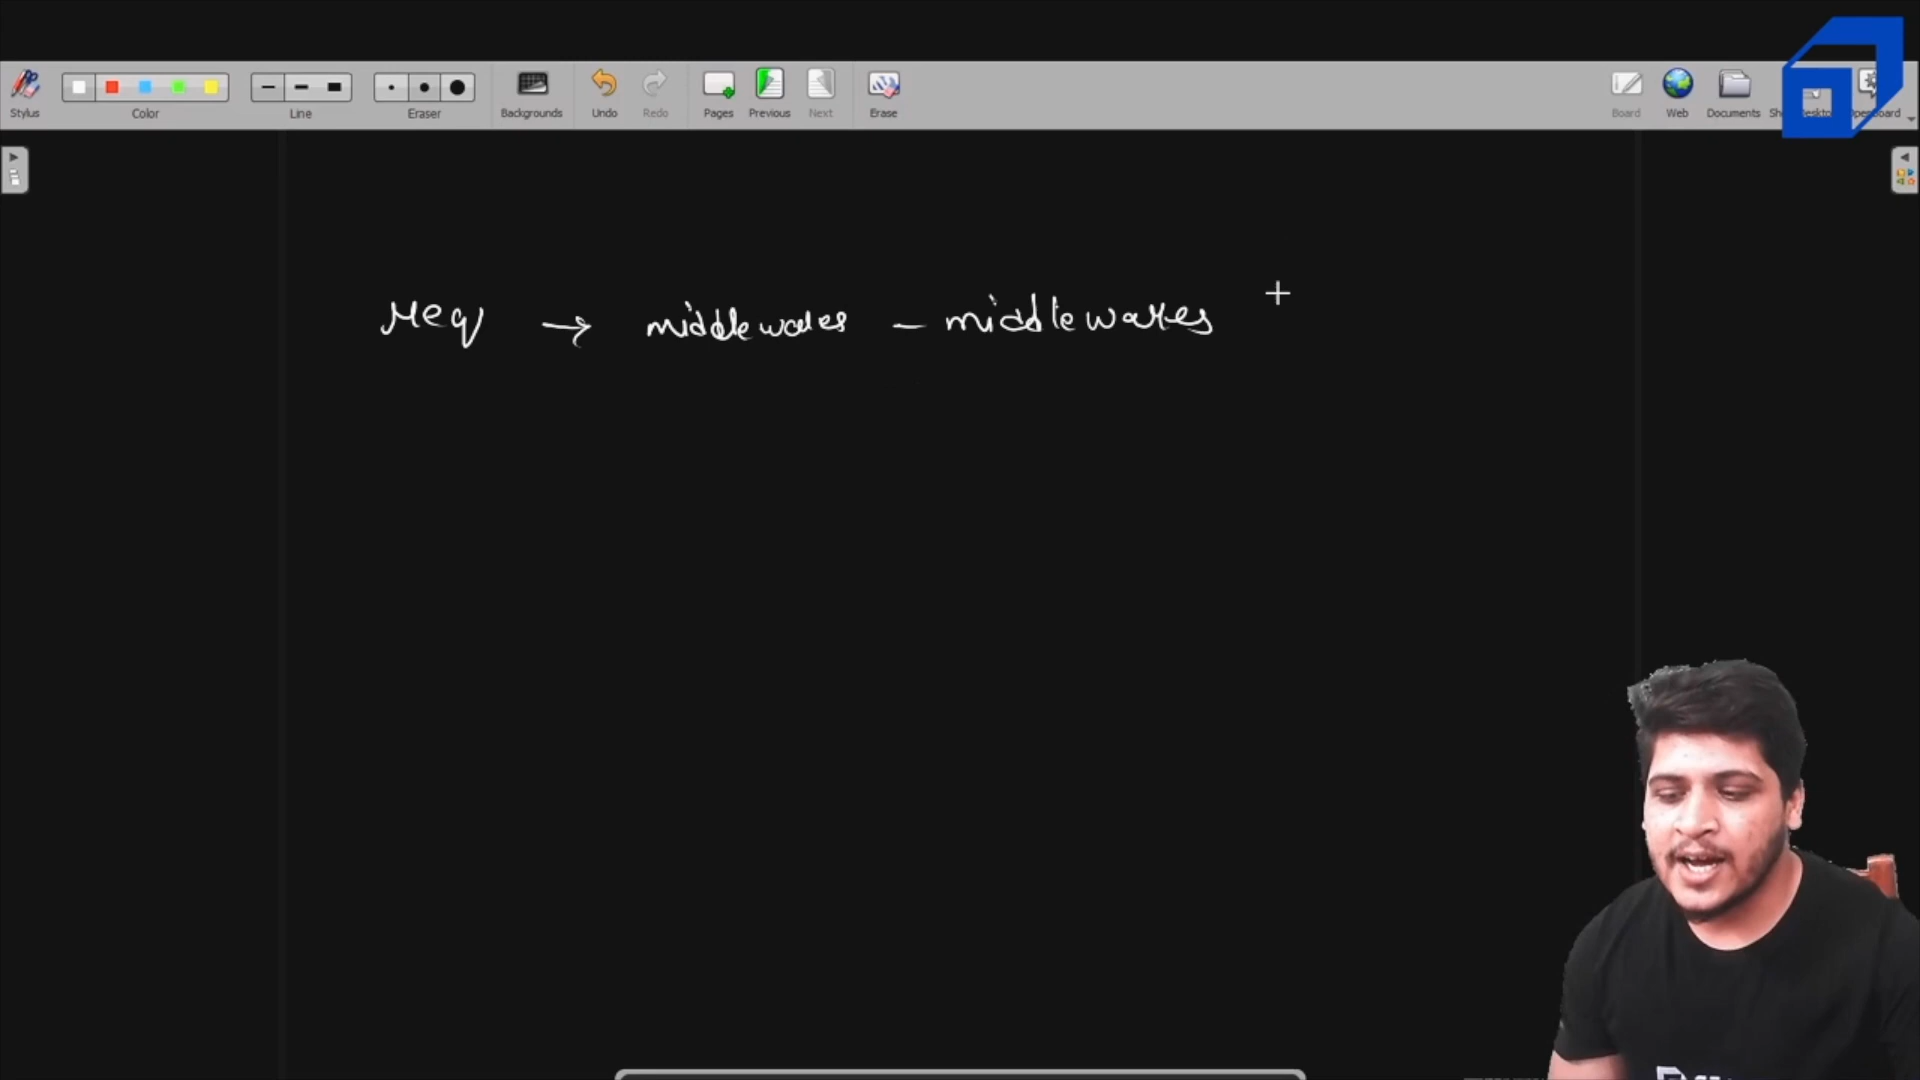 Stylus Color Line Eraser Backgrounds Undo Redo Pages Previous Next Erase Board Web Documents
req → middlewares - middlewares